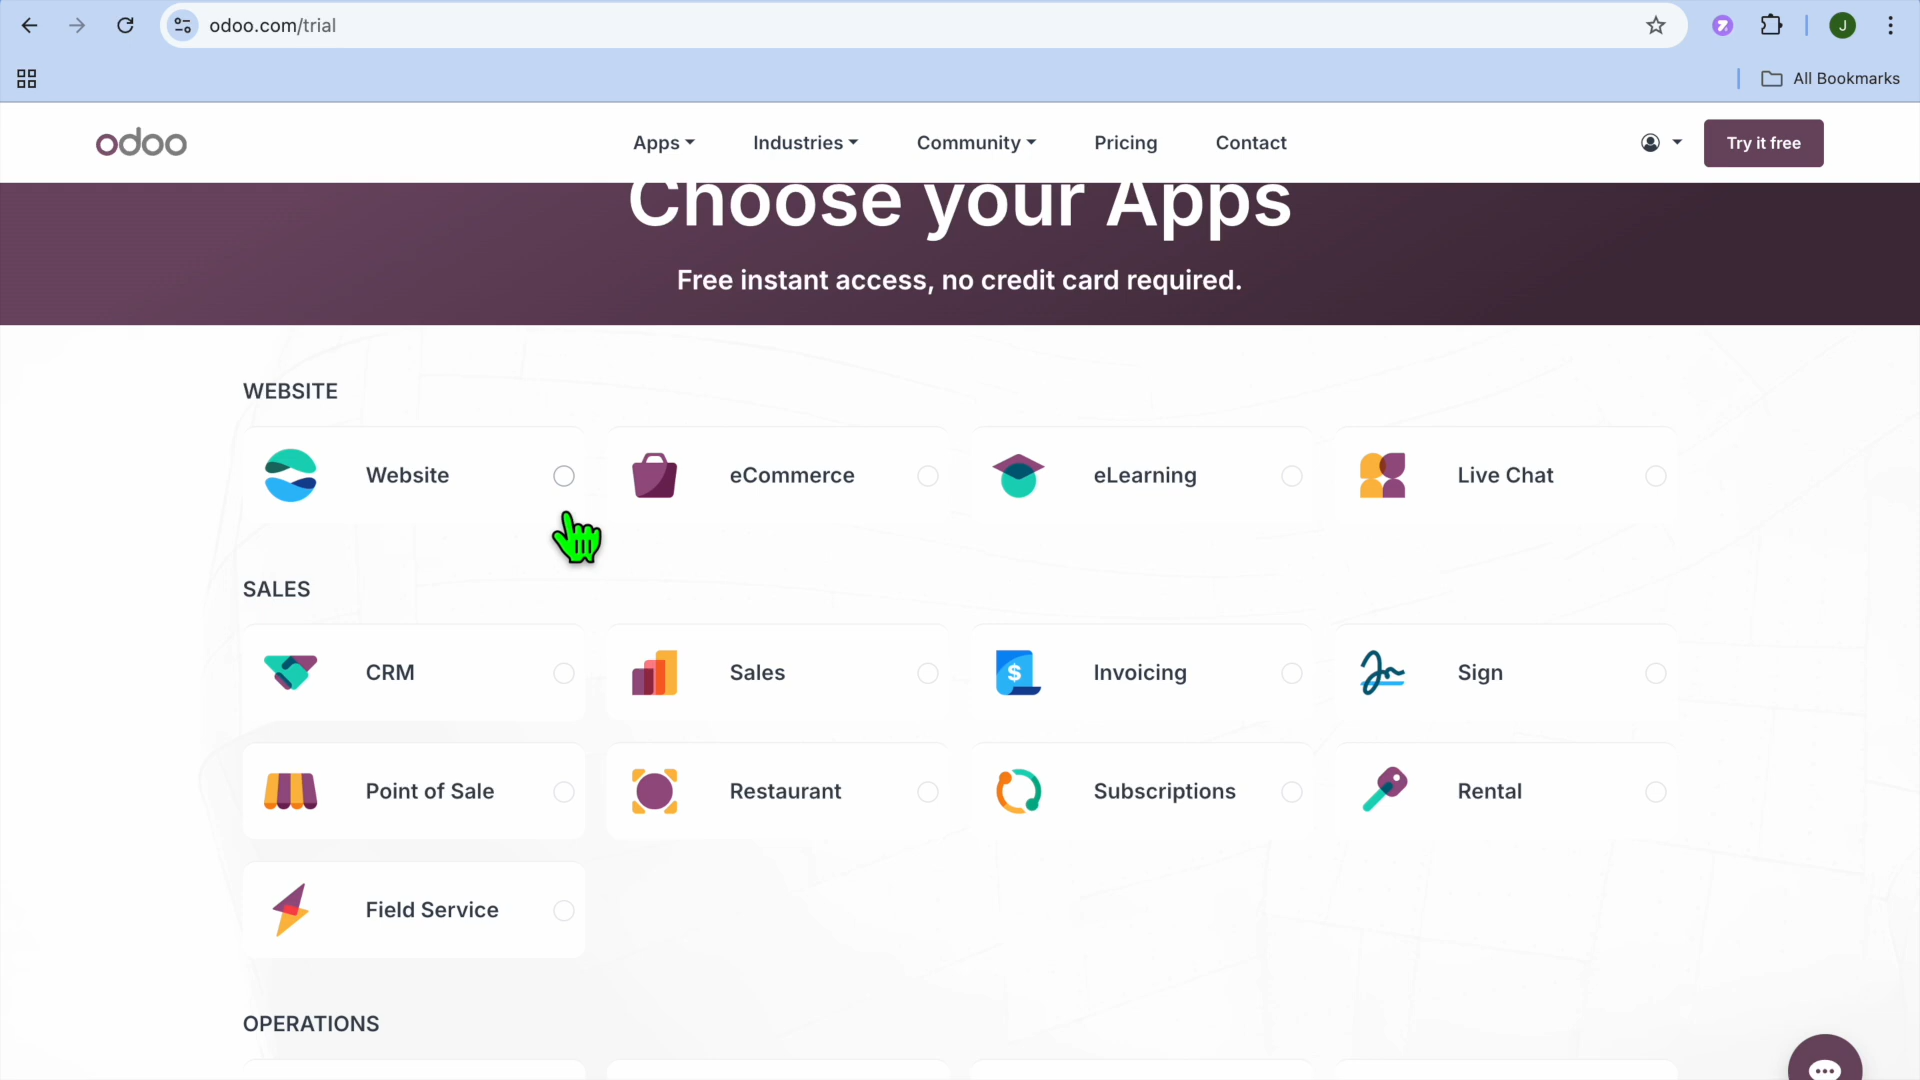 odoo.com/trial
J
All Bookmarks
odoo
Apps
Industries
Community
Pricing
Contact
Try it free
Choose your Apps
Free instant access, no credit card required.
WEBSITE
Website
eCommerce
eLearning
Live Chat
SALES
CRM
Sales
$
Invoicing
Sign
Point of Sale
Restaurant
Subscriptions
Rental
Field Service
OPERATIONS